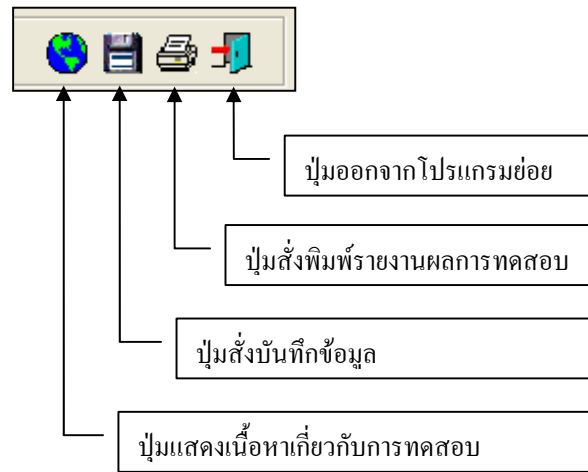 ปุ่มออกจากโปรแกรมย่อย
ปุ่มสั่งพิมพ์รายงานผลการทดสอบ
ปุ่มสั่งบันทึกข้อมูล
ปุ่มแสดงเนื้อหาเกี่ยวกับการทดสอบ